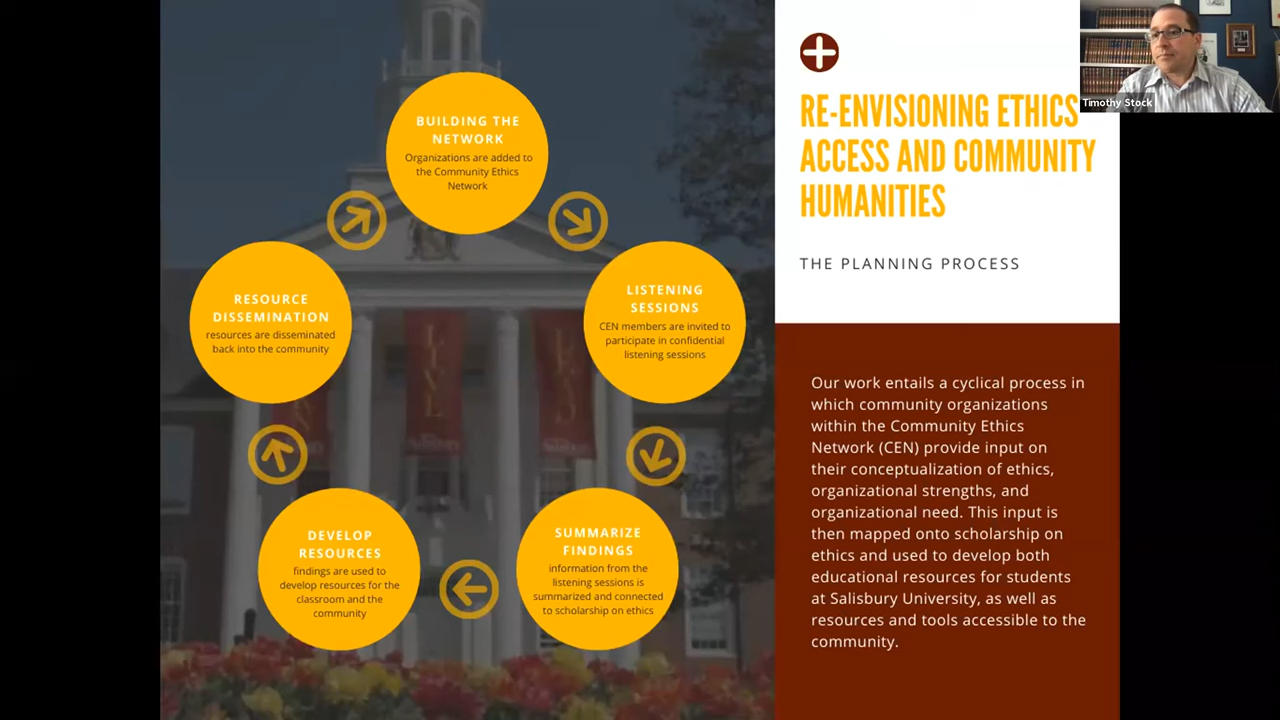 BUILDING THE
NETWORK
Organizations are added to
the Community Ethics
Network
LISTENING
SESSIONS
CEN members are invited to
participate in confidential
listening sessions
SUMMARIZE
FINDINGS
information from the
listening sessions is
summarized and connected
to scholarship on ethics
DEVELOP
RESOURCES
findings are used to
develop resources for the
classroom and the
community
RESOURCE
DISSEMINATION
resources are disseminated
back into the community
RE-ENVISIONING ETHICS
ACCESS AND COMMUNITY
HUMANITIES
THE PLANNING PROCESS
Our work entails a cyclical process in
which community organizations
within the Community Ethics
Network (CEN) provide input on
their conceptualization of ethics,
organizational strengths, and
organizational need. This input is
then mapped onto scholarship on
ethics and used to develop both
educational resources for students
at Salisbury University, as well as
resources and tools accessible to the
community.
Timothy Stock